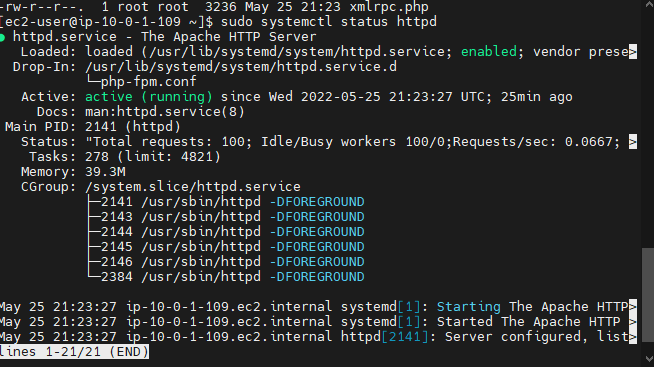 -rw-r--r--.  1 root root  3236 May 25 21:23 xmlrpc.php
[ec2-user@ip-10-0-1-109 ~]$ sudo systemctl status httpd
● httpd.service - The Apache HTTP Server
   Loaded: loaded (/usr/lib/systemd/system/httpd.service; enabled; vendor prese>
  Drop-In: /usr/lib/systemd/system/httpd.service.d
           └─php-fpm.conf
   Active: active (running) since Wed 2022-05-25 21:23:27 UTC; 25min ago
     Docs: man:httpd.service(8)
 Main PID: 2141 (httpd)
   Status: "Total requests: 100; Idle/Busy workers 100/0;Requests/sec: 0.0667; >
    Tasks: 278 (limit: 4821)
   Memory: 39.3M
   CGroup: /system.slice/httpd.service
           ├─2141 /usr/sbin/httpd -DFOREGROUND
           ├─2143 /usr/sbin/httpd -DFOREGROUND
           ├─2144 /usr/sbin/httpd -DFOREGROUND
           ├─2145 /usr/sbin/httpd -DFOREGROUND
           ├─2146 /usr/sbin/httpd -DFOREGROUND
           └─2384 /usr/sbin/httpd -DFOREGROUND

May 25 21:23:27 ip-10-0-1-109.ec2.internal systemd[1]: Starting The Apache HTTP>
May 25 21:23:27 ip-10-0-1-109.ec2.internal systemd[1]: Started The Apache HTTP >
May 25 21:23:27 ip-10-0-1-109.ec2.internal httpd[2141]: Server configured, list>
lines 1-21/21 (END)